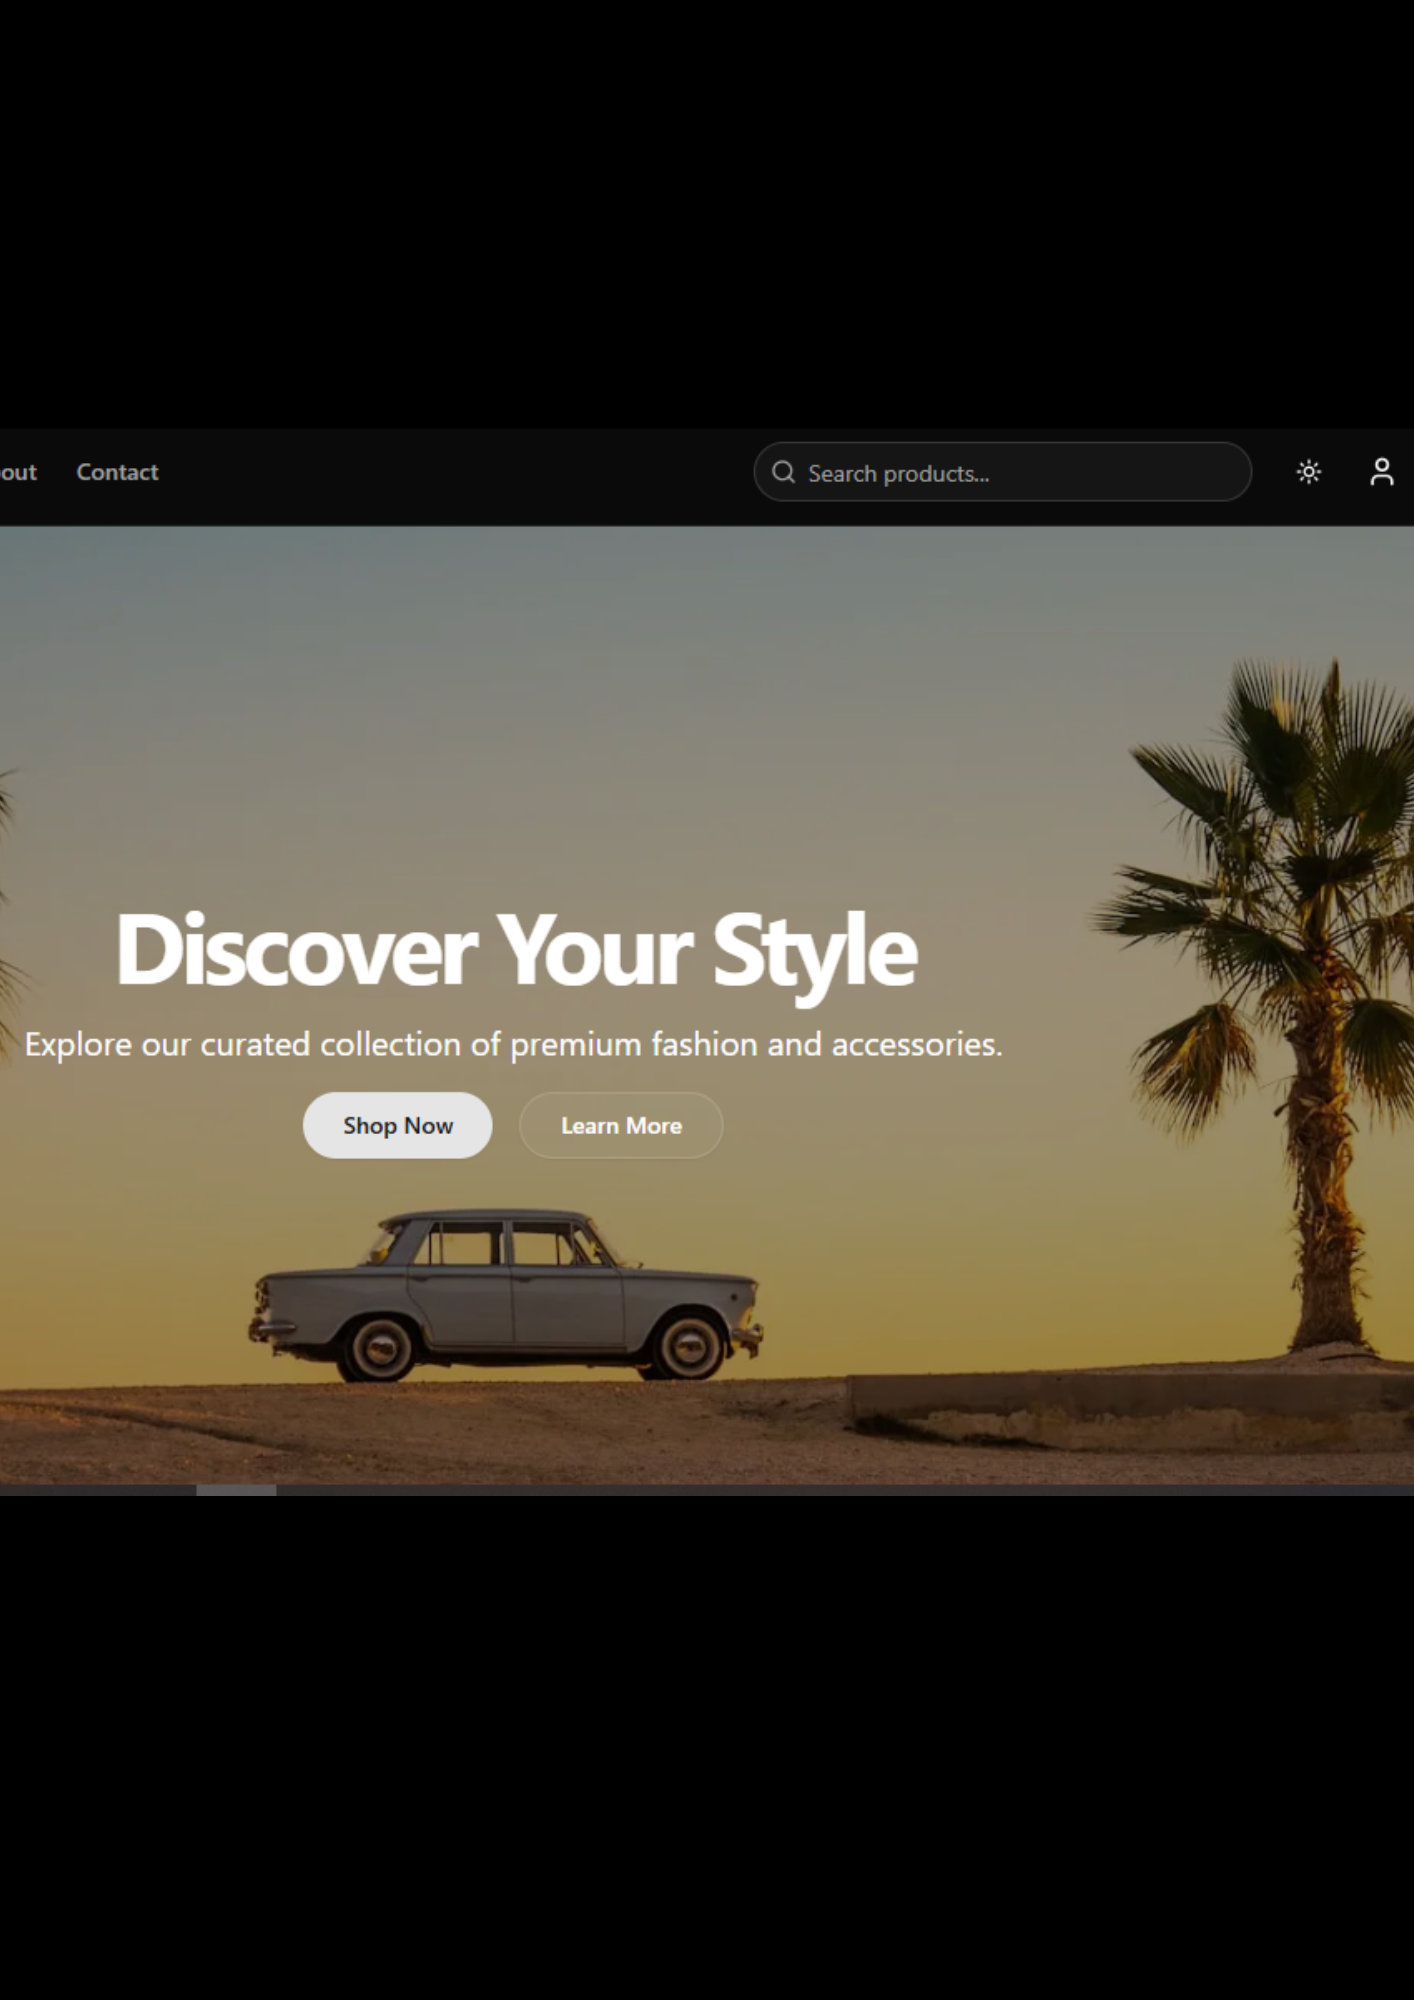 out Contact Search products...
Discover Your Style
Explore our curated collection of premium fashion and accessories.
Shop Now Learn More